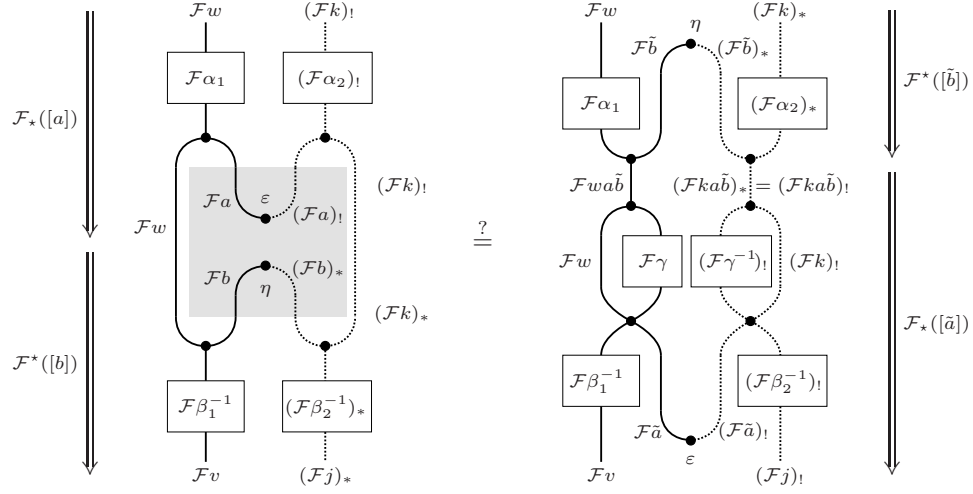 ℱw (ℱk)!
ℱα₁ (ℱα₂)!
ℱ⋆([a])
ℱa ε (ℱa)! (ℱk)!
ℱw
ℱb η (ℱb)∗
(ℱk)∗
ℱ⋆([b])
ℱβ₁⁻¹ (ℱβ₂⁻¹)∗
ℱv (ℱj)∗
?
=
ℱw η (ℱk)∗
ℱb̃ (ℱb̃)∗
ℱα₁ (ℱα₂)∗
ℱ⋆([b̃])
ℱwab̃ (ℱkab̃)∗ = (ℱkab̃)!
ℱw ℱγ (ℱγ⁻¹)! (ℱk)!
ℱ⋆([ã])
ℱβ₁⁻¹ (ℱβ₂⁻¹)!
ℱã (ℱã)!
ℱv ε (ℱj)!